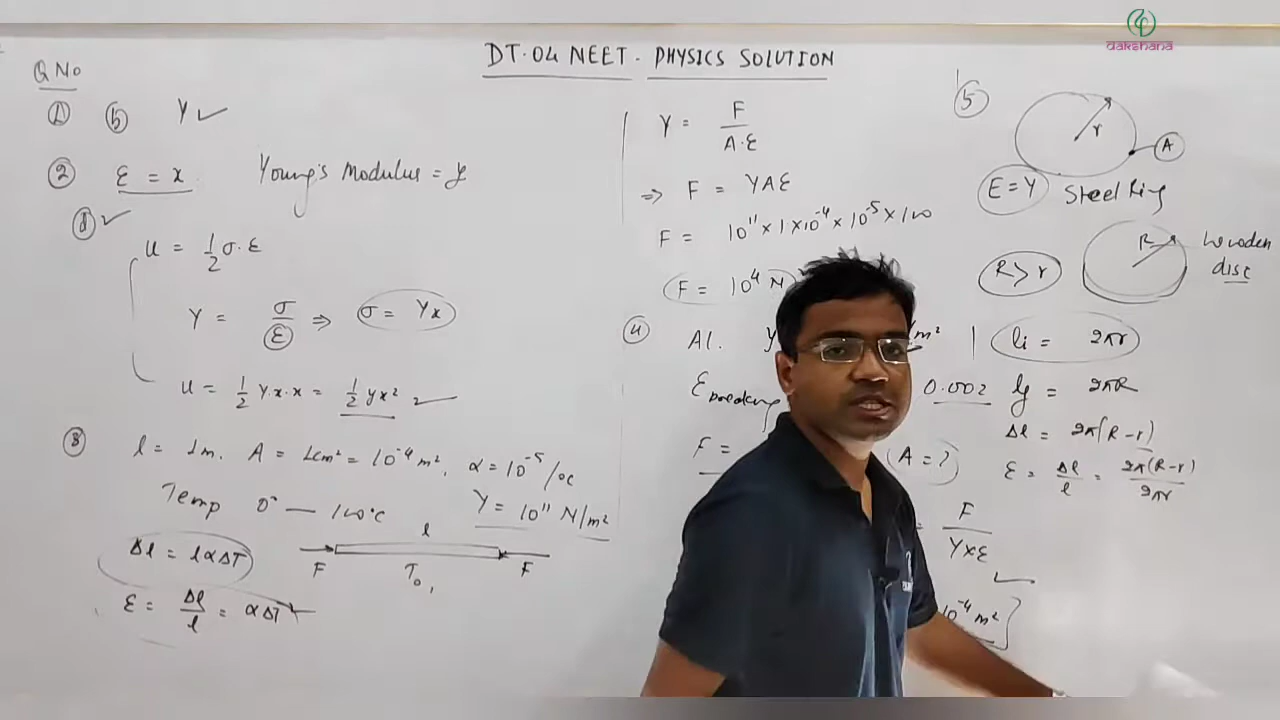 dakshana
DT.04 NEET - PHYSICS SOLUTION
Q No
① ⓑ Y ✓
② ε = x Young's Modulus = y
ⓓ ✓
u = 1/2 σ·ε
Y = σ/ε ⇒ σ = Yx
u = 1/2 Y·x·x = 1/2 yx² ✓
③ l = 1m. A = 1cm² = 10⁻⁴ m², α = 10⁻⁵/°C
Temp 0° — 100°C Y = 10¹¹ N/m²
Δl = lαΔT
l
F T₀, F
ε = Δl/l = αΔT
Y = F/A·ε
⇒ F = YAε
F = 10¹¹ × 1 × 10⁻⁴ × 10⁻⁵ × 100
F = 10⁴ N
④ Al. Y /m²
ε breaking 0.002
F = (A = ?)
= F/Y×ε
10⁻⁴ m²
⑤ r A
E = Y Steel Ring
R > r R Wooden
disc
li = 2πr
lf = 2πR
Δl = 2π(R-r)
ε = Δl/l = 2π(R-r)/2πr